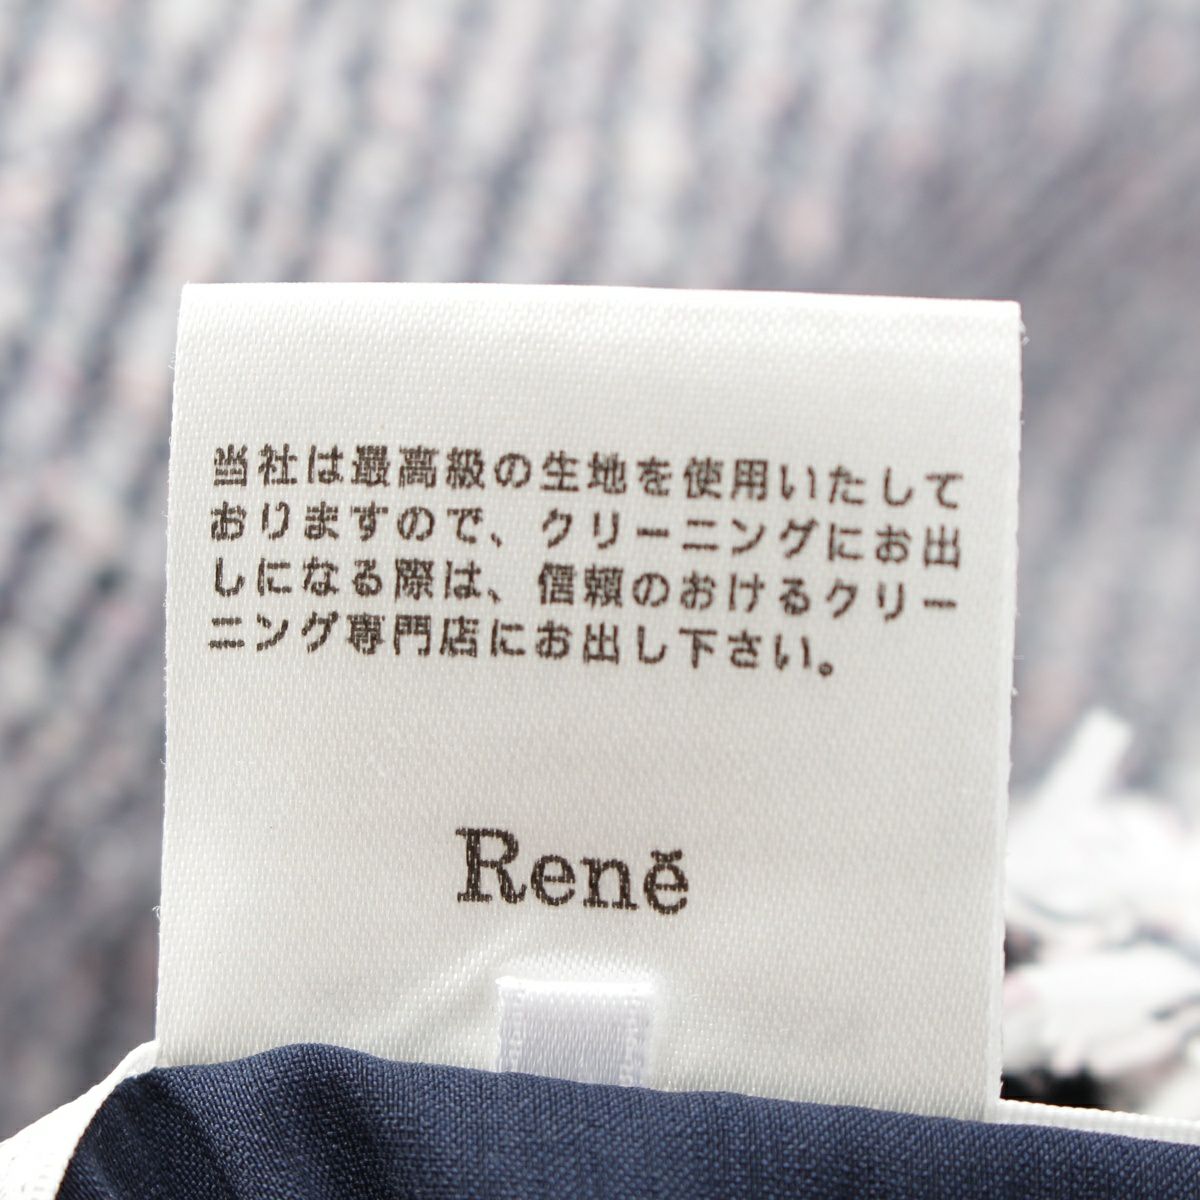 当社は最高級の生地を使用いたして
おりますので、クリーニングにお出
しになる際は、信頼のおけるクリー
ニング専門店にお出し下さい。
Renĕ